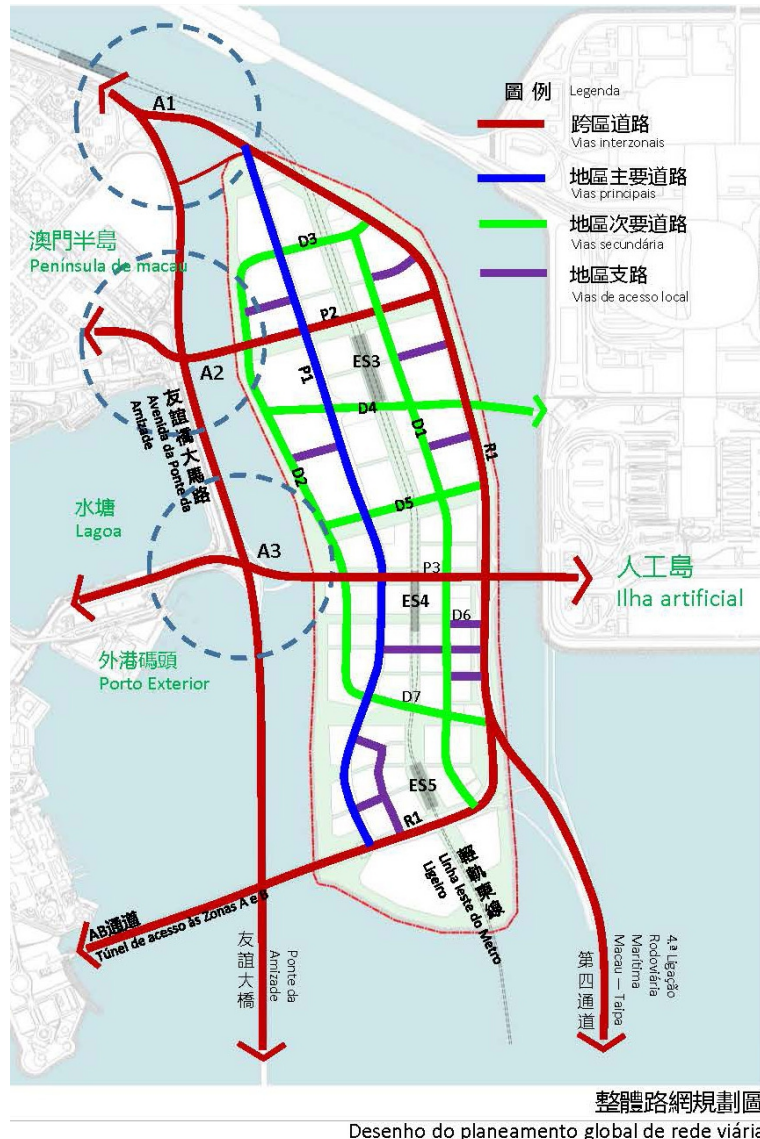 圖例 Legenda
跨區道路
Vias interzonais
地區主要道路
Vias principais
地區次要道路
Vias secundária
地區支路
Vias de acesso local
A1
澳門半島
Península de macau
D3
P2
A2
ES3
P1
D4
D1
R1
友誼橋大馬路
Avenida da Ponte da
Amizade
D2
D5
水塘
Lagoa
A3
P3
人工島
Ilha artificial
ES4
D6
外港碼頭
Porto Exterior
D7
ES5
R1
輕軌東線
Linha leste do Metro
Ligeiro
AB通道
Túnel de acesso às Zonas A e B
友誼大橋
Ponte da
Amizade
4.ª Ligação
Rodoviária
Marítima
Macau — Taipa
第四通道
整體路網規劃圖
Desenho do planeamento global de rede viária